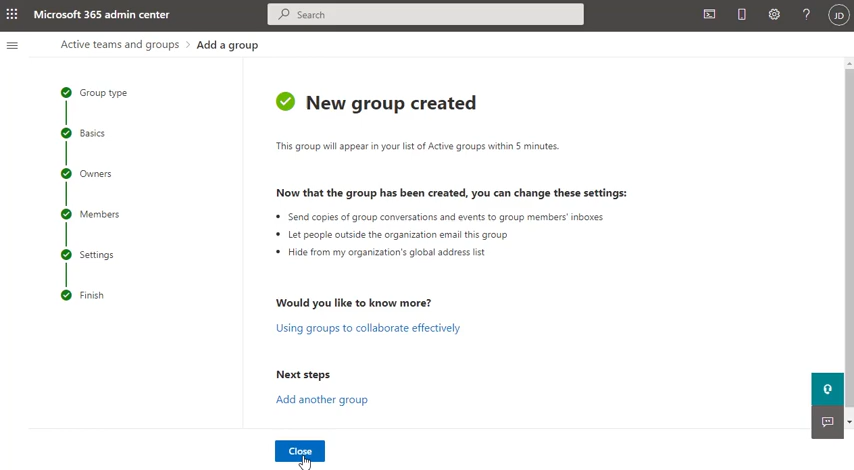 Microsoft 365 admin center
Search
?
JD
Active teams and groups > Add a group
Group type
Basics
Owners
Members
Settings
Finish
New group created
This group will appear in your list of Active groups within 5 minutes.
Now that the group has been created, you can change these settings:
• Send copies of group conversations and events to group members' inboxes
• Let people outside the organization email this group
• Hide from my organization's global address list
Would you like to know more?
Using groups to collaborate effectively
Next steps
Add another group
Close